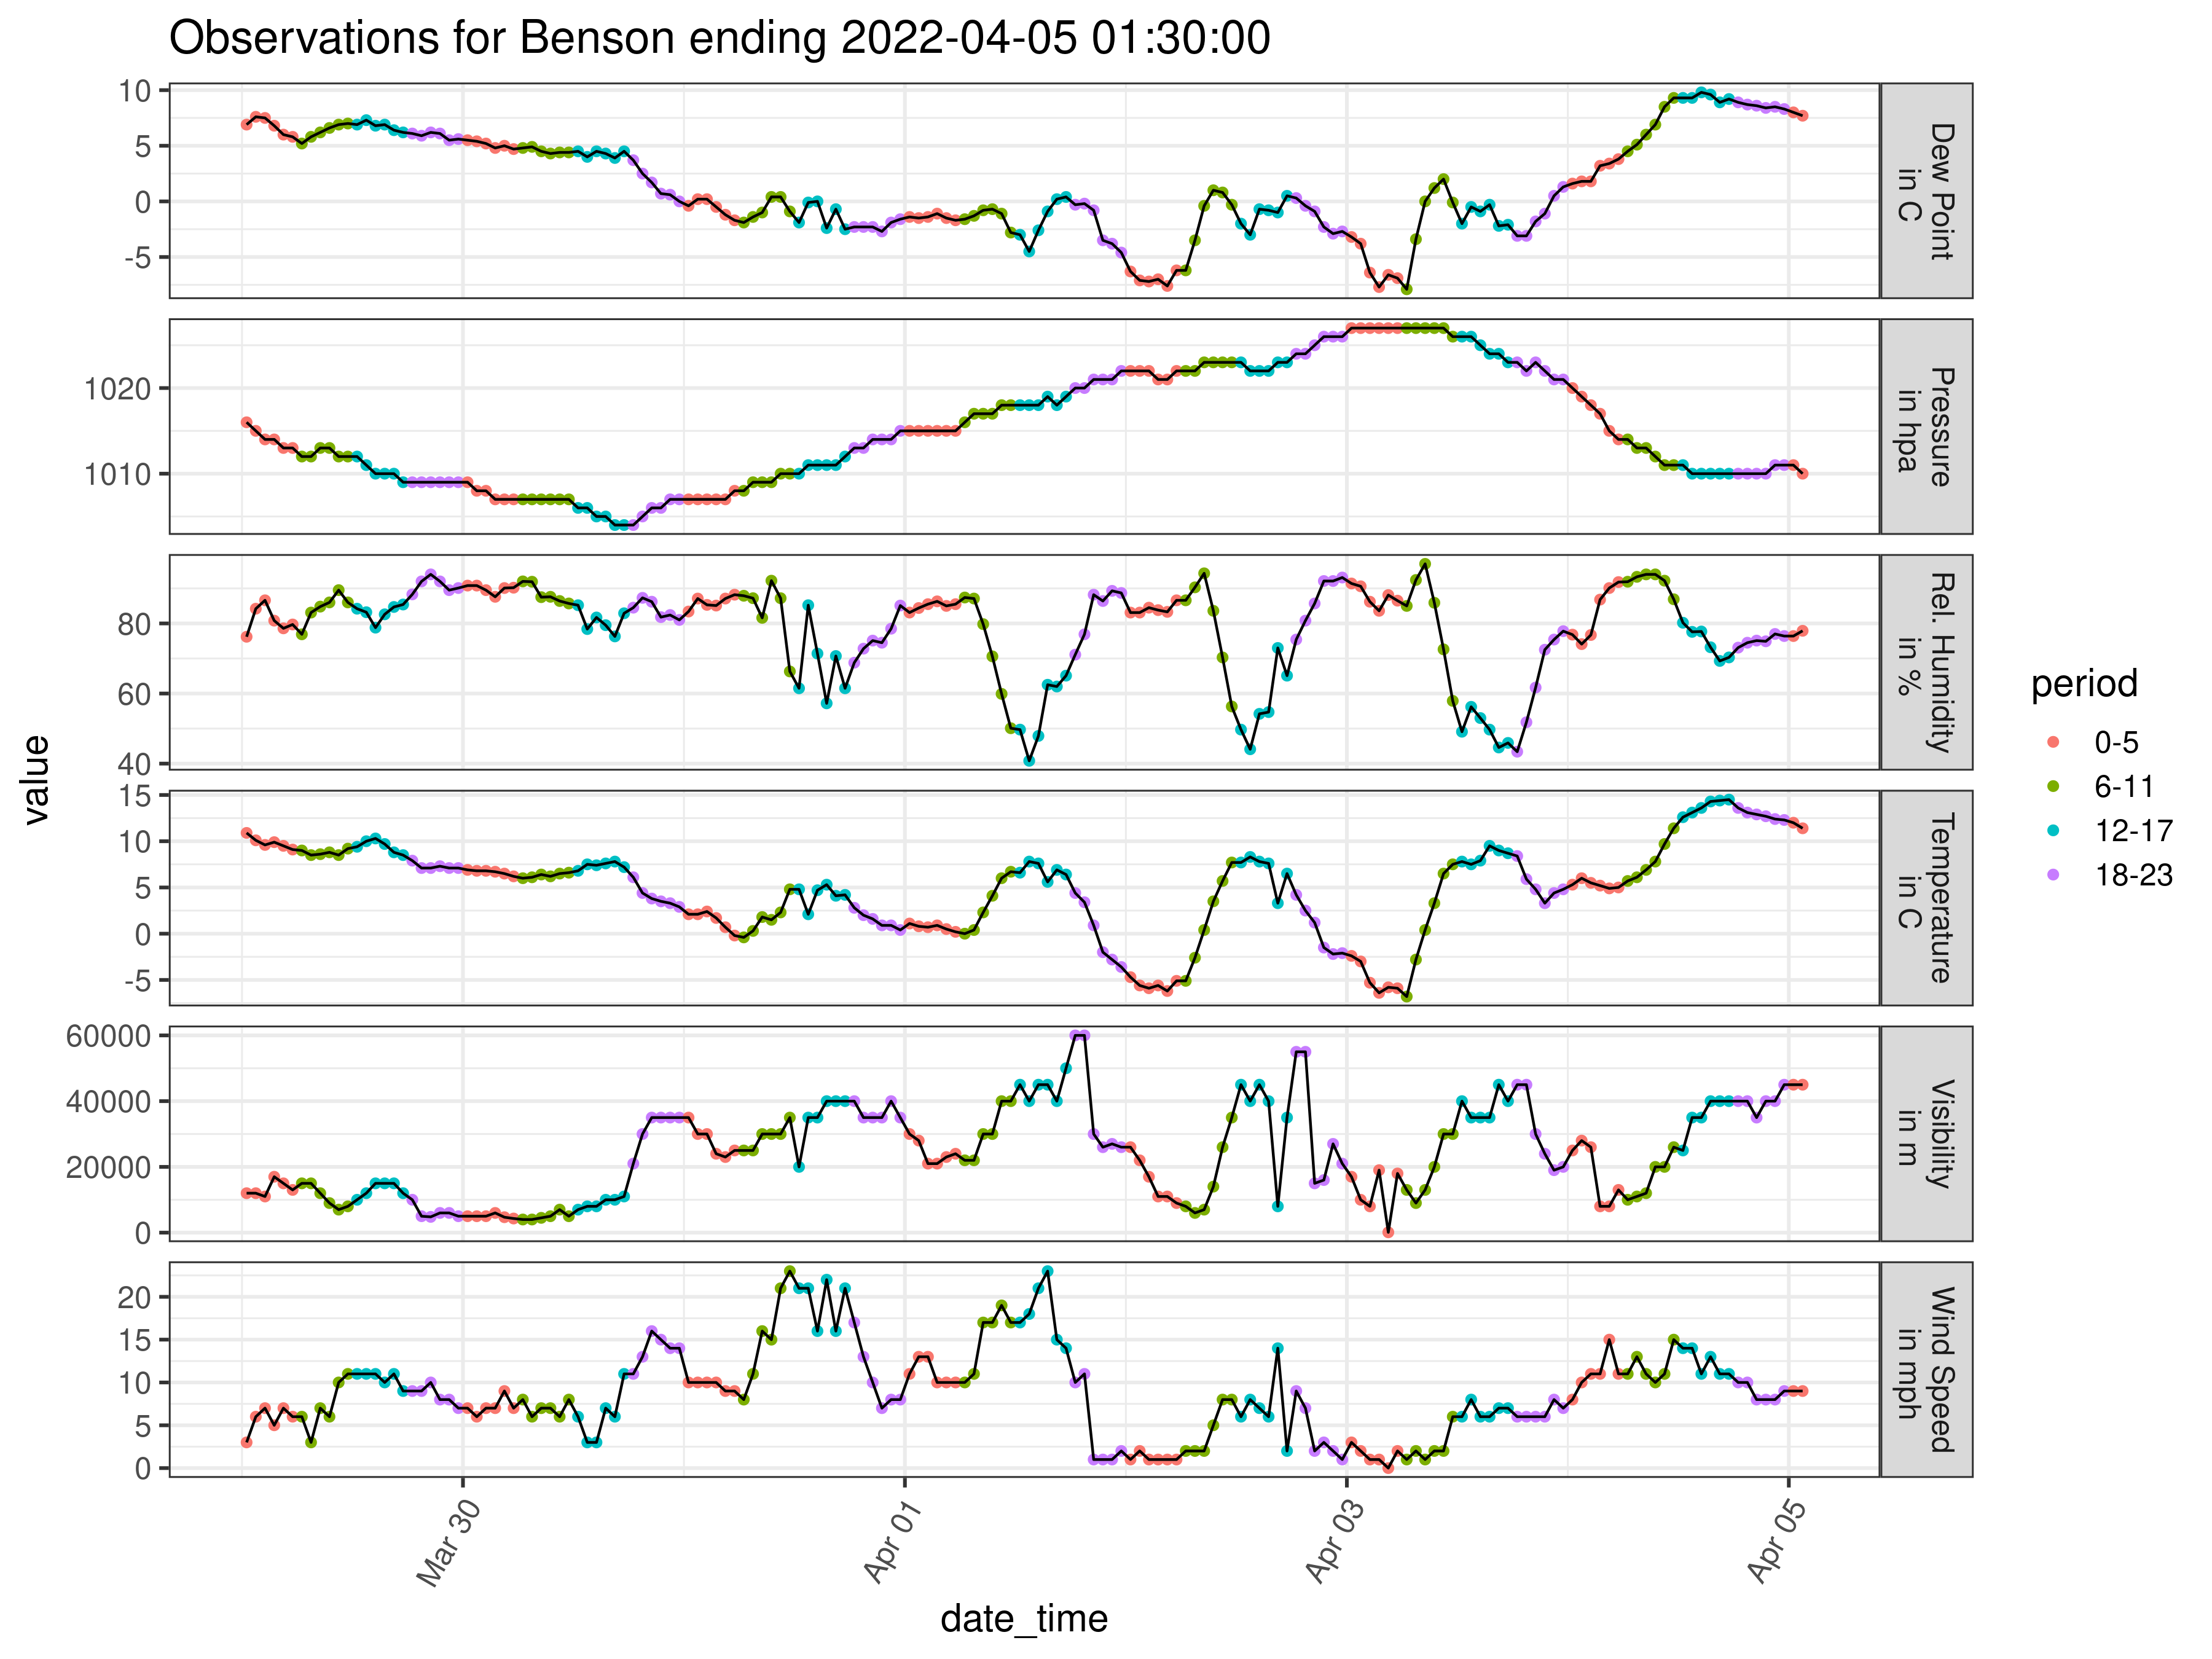 Observations for Benson ending 2022-04-05 01:30:00
10
5
0
-5
Dew Point
in C
1020
1010
Pressure
in hpa
80
60
40
Rel. Humidity
in %
15
10
5
0
-5
Temperature
in C
60000
40000
20000
0
Visibility
in m
20
15
10
5
0
Wind Speed
in mph
value
Mar 30
Apr 01
Apr 03
Apr 05
date_time
period
0-5
6-11
12-17
18-23